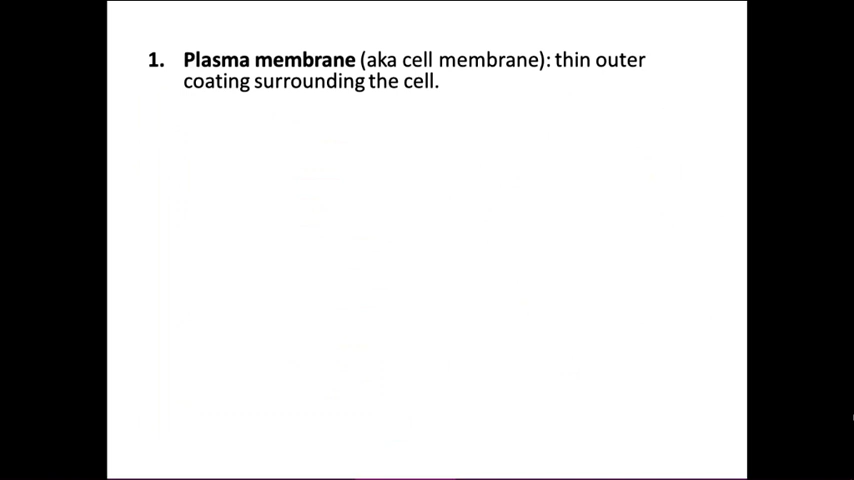 1. Plasma membrane (aka cell membrane): thin outer
coating surrounding the cell.